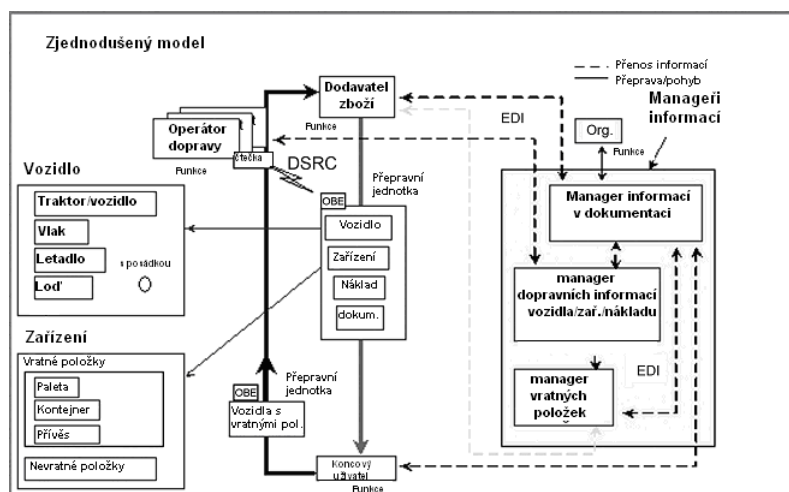 Zjednodušený model
Přenos informací
Přeprava/pohyb
Manageři
informací
Dodavatel
zboží
Funkce
EDI
Org.
Funkce
Operátor
dopravy
čtečka
Funkce
DSRC
Přepravní
jednotka
OBE
Vozidlo
Zařízení
Náklad
dokum.
Vozidlo
Traktor/vozidlo
Vlak
Letadlo
Loď
s posádkou
Manager informací
v dokumentaci
manager
dopravních informací
vozidla/zař./nákladu
manager
vratných
položek
EDI
Zařízení
Vratné položky
Paleta
Kontejner
Přívěs
Nevratné položky
Přepravní
jednotka
OBE
Vozidla s
vratnými pol.
Koncový
uživatel
Funkce